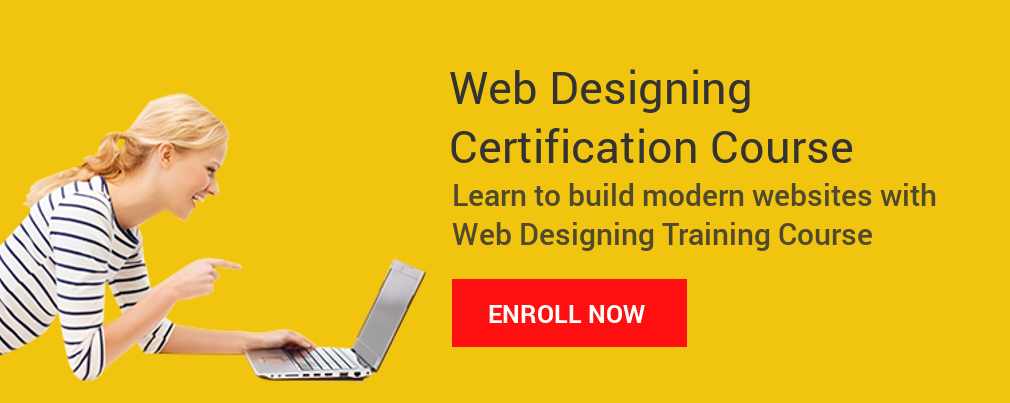 Web Designing
Certification Course
Learn to build modern websites with
Web Designing Training Course
ENROLL NOW